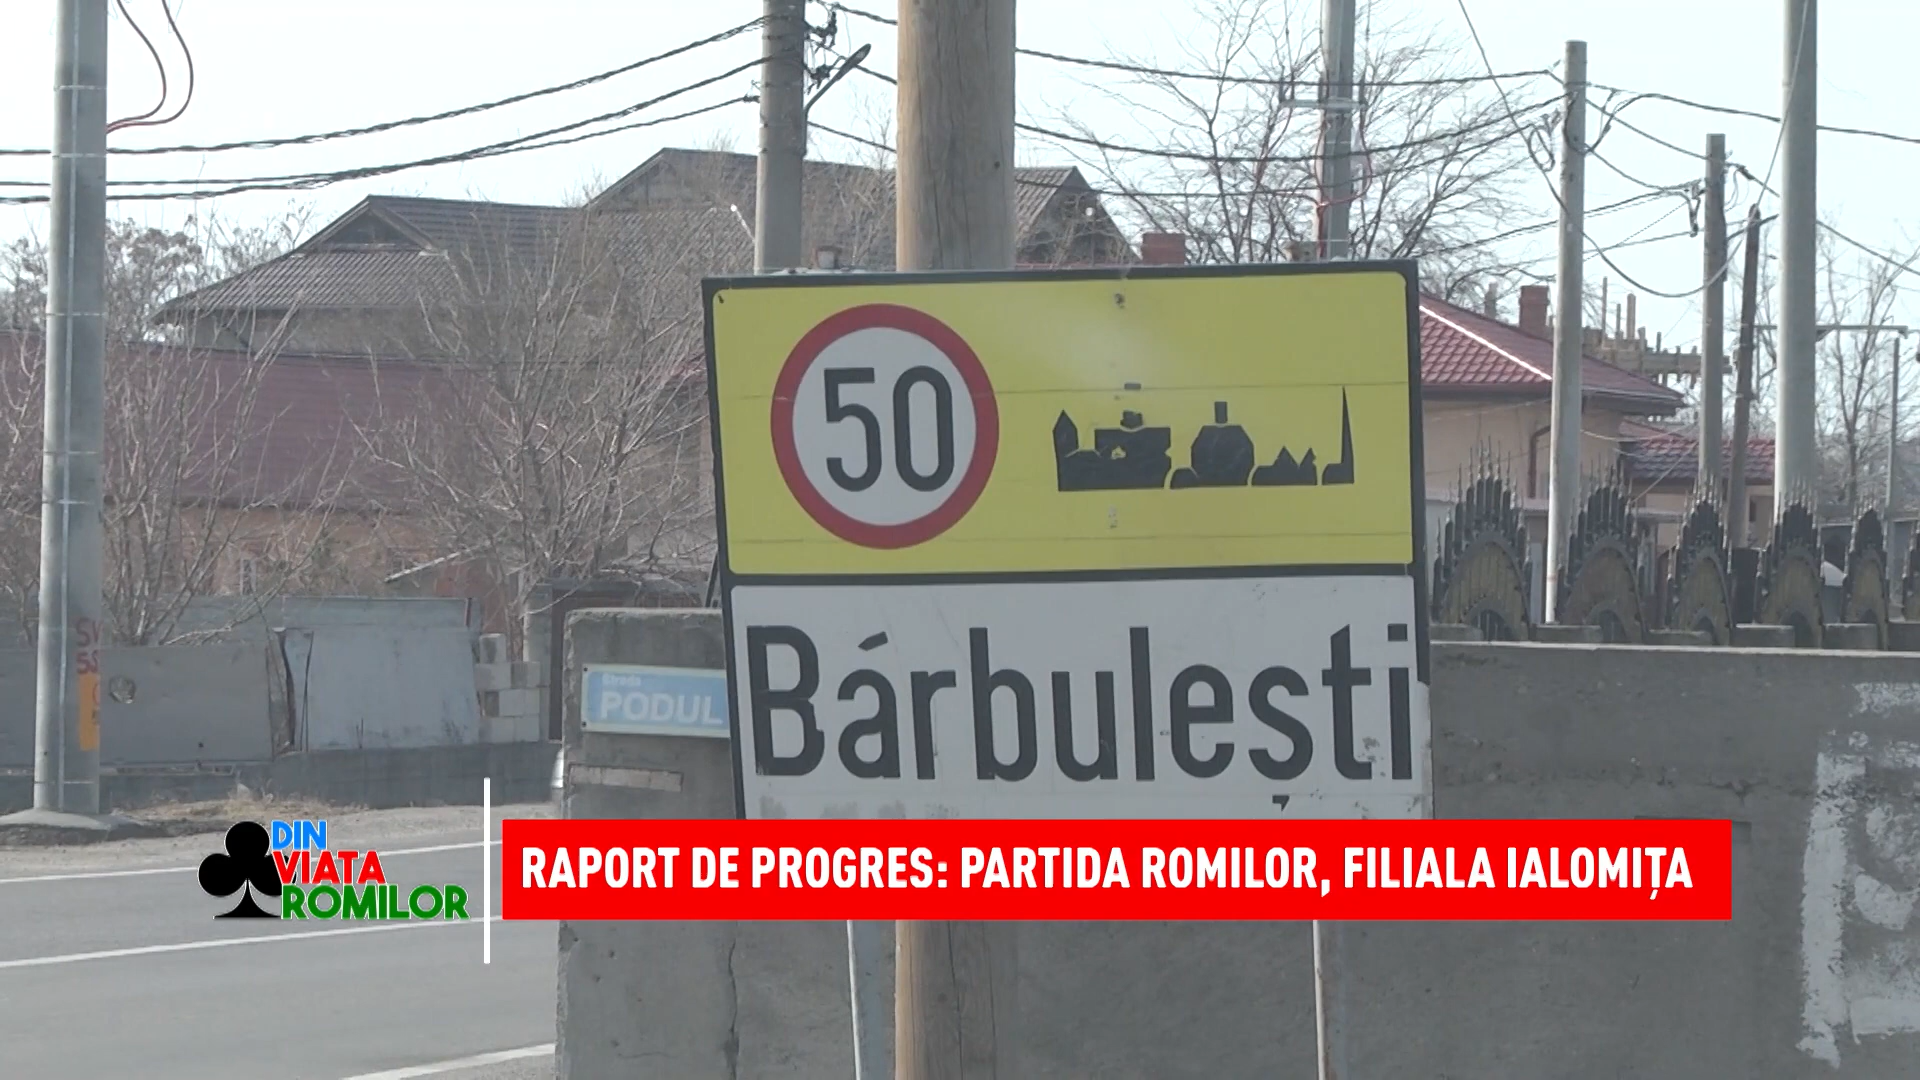 50
Bárbulești
Strada
PODUL
DIN
VIATA
ROMILOR
RAPORT DE PROGRES: PARTIDA ROMILOR, FILIALA IALOMIȚA